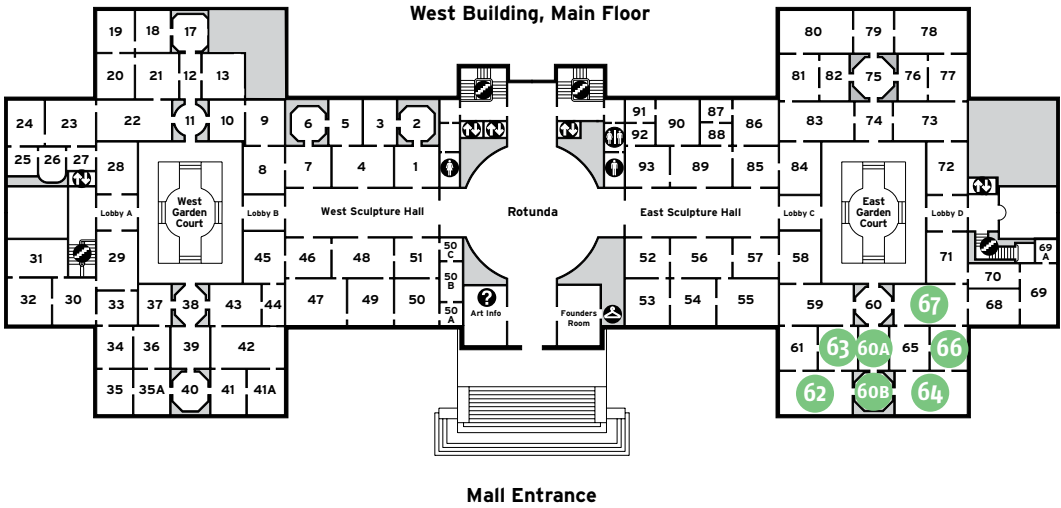 West Building, Main Floor
19 18 17 80 79 78
20 21 12 13 81 82 75 76 77
24 23 22 11 10 9 6 5 3 2 91 90 87 86 83 74 73
92 88
25 26 27 28 8 7 4 1 93 89 85 84 72
Lobby A West Garden Court Lobby B West Sculpture Hall Rotunda East Sculpture Hall Lobby C East Garden Court Lobby D
31 29 45 46 48 51 50 C 52 56 57 58 71 69 A
50 B 70
32 30 33 37 38 43 44 47 49 50 50 A ? Art Info Founders Room 53 54 55 59 60 67 68 69
34 36 39 42 61 63 60A 65 66
35 35A 40 41 41A 62 60B 64
Mall Entrance